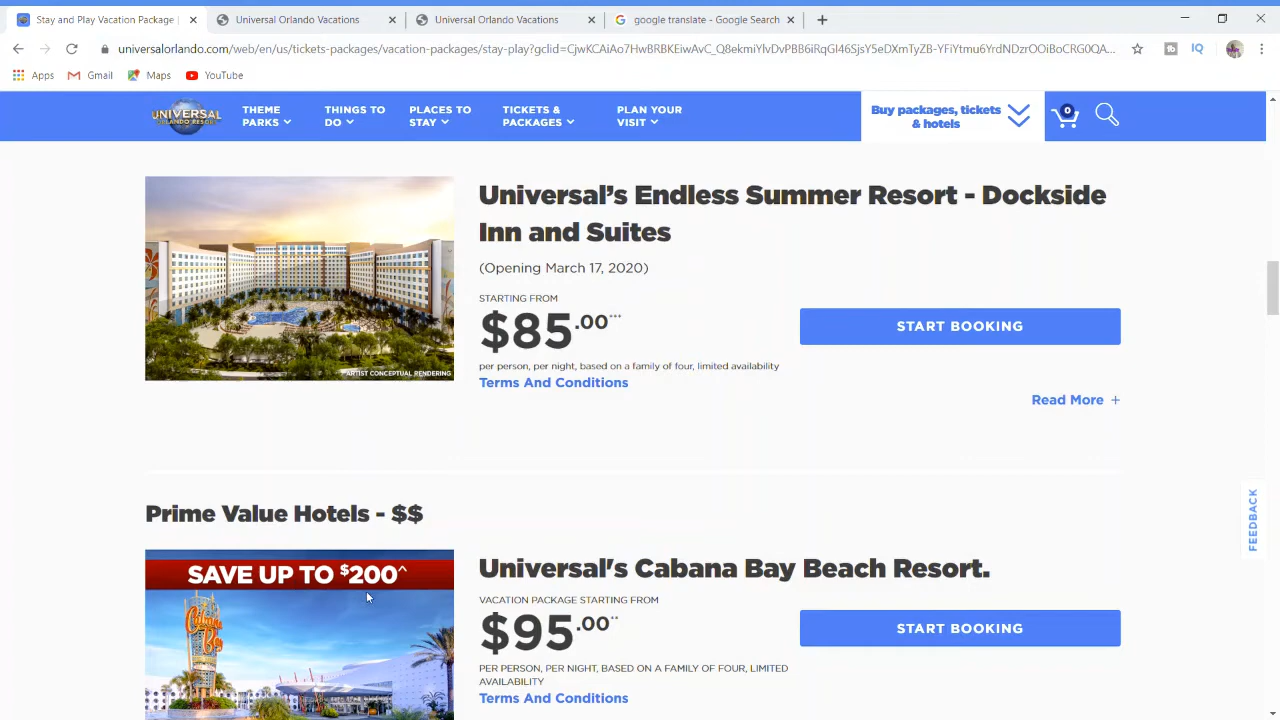 Stay and Play Vacation Package |
Universal Orlando Vacations
Universal Orlando Vacations
google translate - Google Search
universalorlando.com/web/en/us/tickets-packages/vacation-packages/stay-play?gclid=CjwKCAiAo7HwBRBKEiwAvC_Q8ekmiYlvDvPBB6iRqGI46SjsY5eDXmTyZB-YFiYtmu6YrdNDzrOOiBoCRG0QA...
IQ
Apps
Gmail
Maps
YouTube
UNIVERSAL
ORLANDO RESORT
THEME
PARKS
THINGS TO
DO
PLACES TO
STAY
TICKETS &
PACKAGES
PLAN YOUR
VISIT
Buy packages, tickets
& hotels
0
Universal's Endless Summer Resort - Dockside
Inn and Suites
(Opening March 17, 2020)
STARTING FROM
$85.00***
per person, per night, based on a family of four, limited availability
Terms And Conditions
START BOOKING
Read More +
ARTIST CONCEPTUAL RENDERING
FEEDBACK
Prime Value Hotels - $$
SAVE UP TO $200^
Cabana
Bay
Universal's Cabana Bay Beach Resort.
VACATION PACKAGE STARTING FROM
$95.00**
PER PERSON, PER NIGHT, BASED ON A FAMILY OF FOUR, LIMITED
AVAILABILITY
Terms And Conditions
START BOOKING